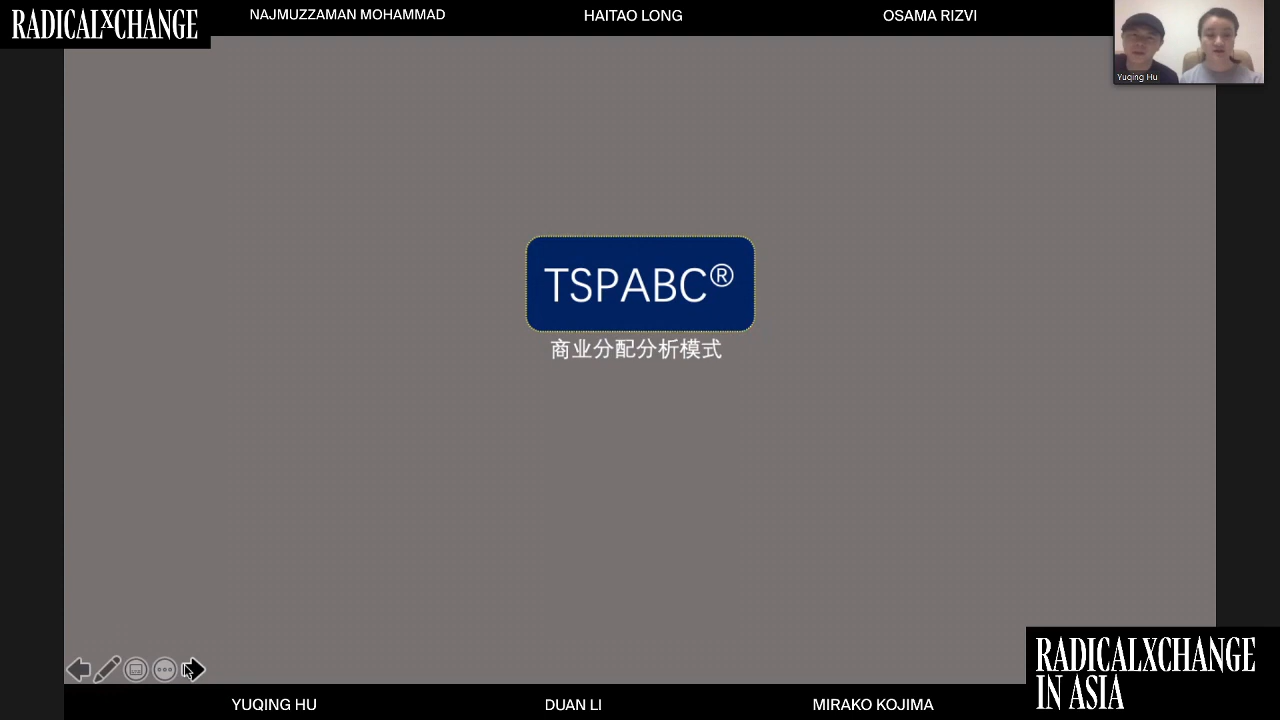 RADICALXCHANGE
NAJMUZZAMAN MOHAMMAD
HAITAO LONG
OSAMA RIZVI
Yuqing Hu
TSPABC®
商业分配分析模式
RADICALXCHANGE
IN ASIA
YUQING HU
DUAN LI
MIRAKO KOJIMA